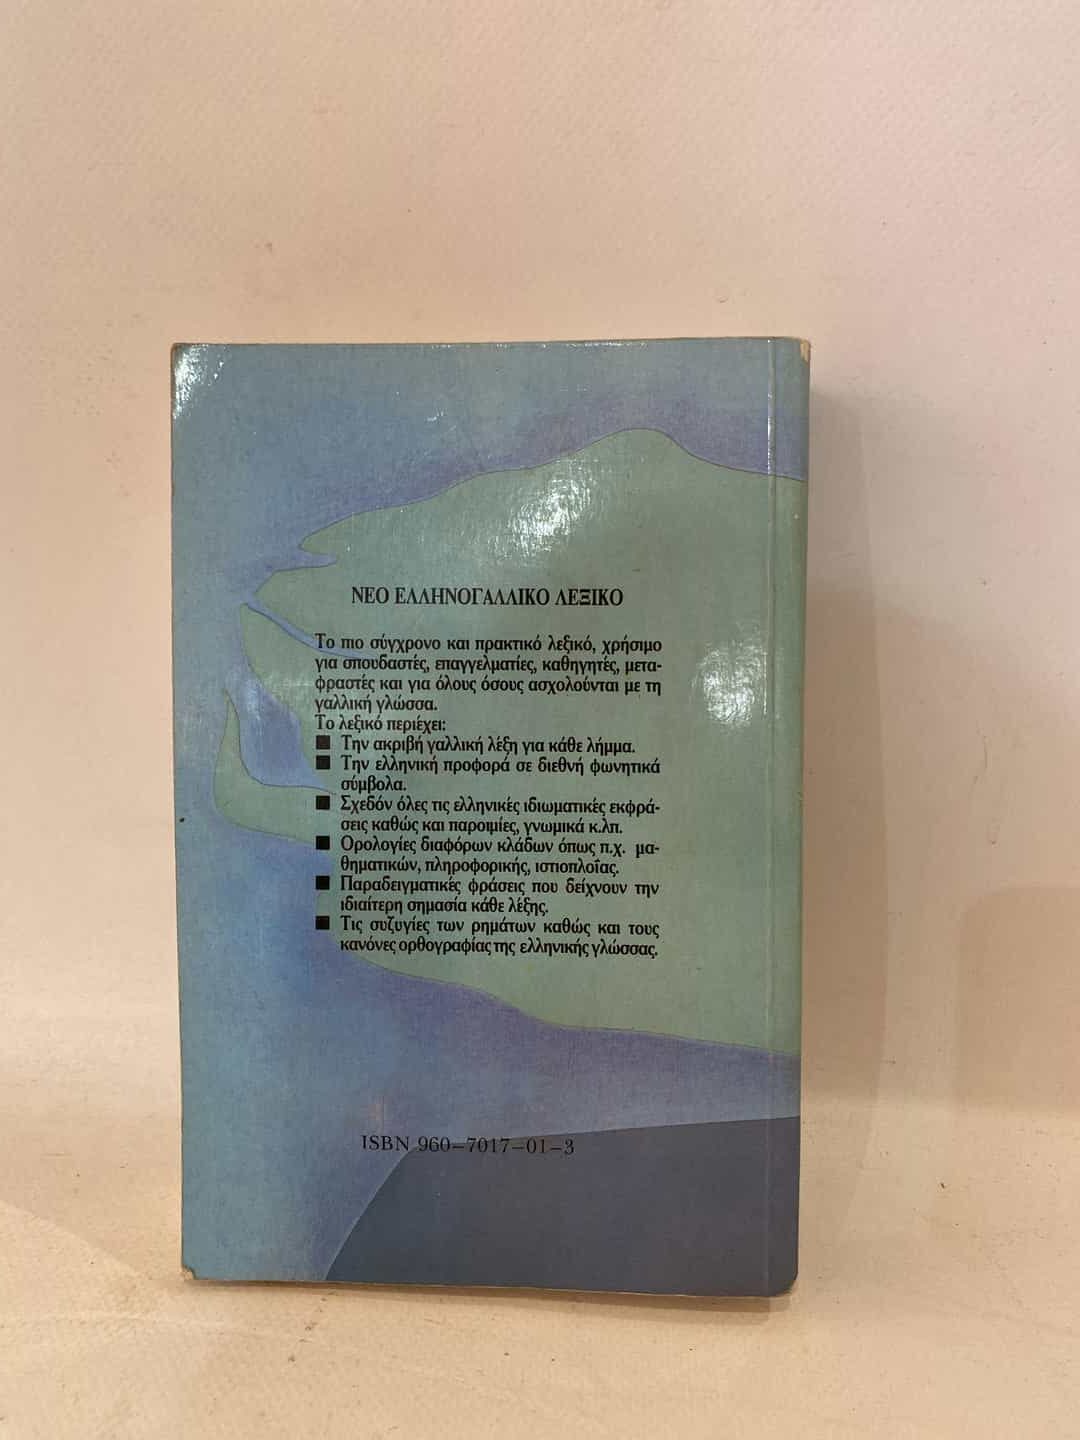 ΝΕΟ ΕΛΛΗΝΟΓΑΛΛΙΚΟ ΛΕΞΙΚΟ
Το πιο σύγχρονο και πρακτικό λεξικό, χρήσιμο
για σπουδαστές, επαγγελματίες, καθηγητές, μετα-
φραστές και για όλους όσους ασχολούνται με τη
γαλλική γλώσσα.
Το λεξικό περιέχει:
■ Την ακριβή γαλλική λέξη για κάθε λήμμα.
■ Την ελληνική προφορά σε διεθνή φωνητικά
σύμβολα.
■ Σχεδόν όλες τις ελληνικές ιδιωματικές εκφρά-
σεις καθώς και παροιμίες, γνωμικά κ.λπ.
■ Ορολογίες διαφόρων κλάδων όπως π.χ. μα-
θηματικών, πληροφορικής, ιστιοπλοΐας.
■ Παραδειγματικές φράσεις που δείχνουν την
ιδιαίτερη σημασία κάθε λέξης.
■ Τις συζυγίες των ρημάτων καθώς και τους
κανόνες ορθογραφίας της ελληνικής γλώσσας.
ISBN 960–7017–01–3